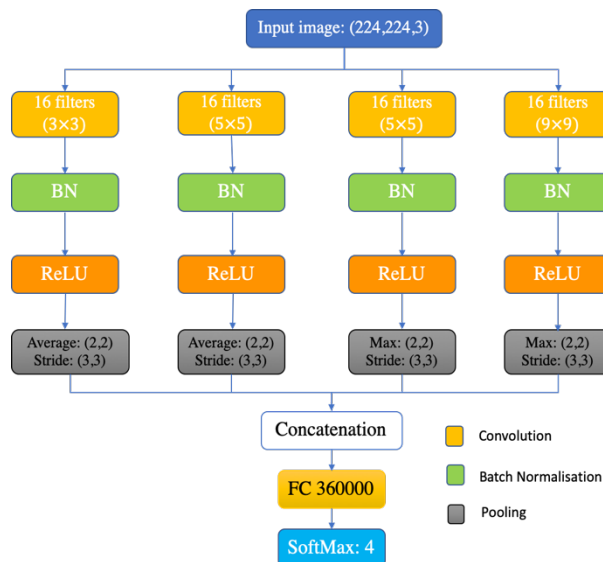 Input image: (224,224,3)
16 filters
(3×3)
16 filters
(5×5)
16 filters
(5×5)
16 filters
(9×9)
BN
BN
BN
BN
ReLU
ReLU
ReLU
ReLU
Average: (2,2)
Stride: (3,3)
Average: (2,2)
Stride: (3,3)
Max: (2,2)
Stride: (3,3)
Max: (2,2)
Stride: (3,3)
Concatenation
FC 360000
SoftMax: 4
Convolution
Batch Normalisation
Pooling